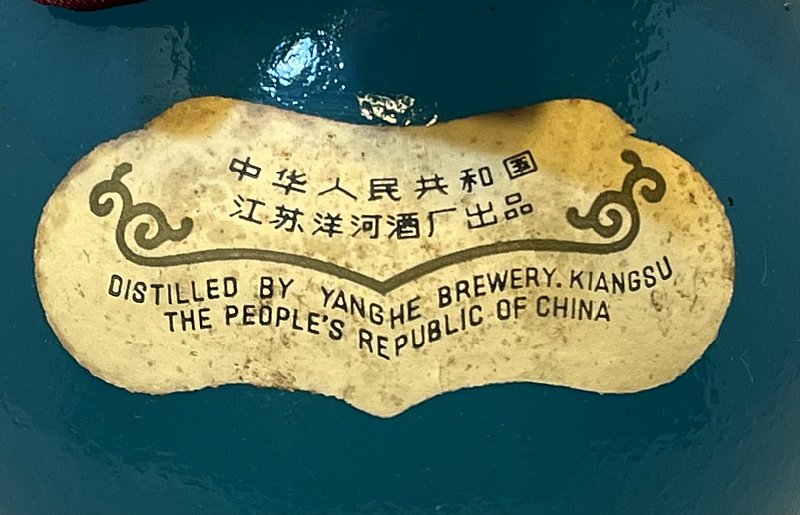 中华人民共和国
江苏洋河酒厂出品
DISTILLED BY YANGHE BREWERY. KIANGSU
THE PEOPLE'S REPUBLIC OF CHINA